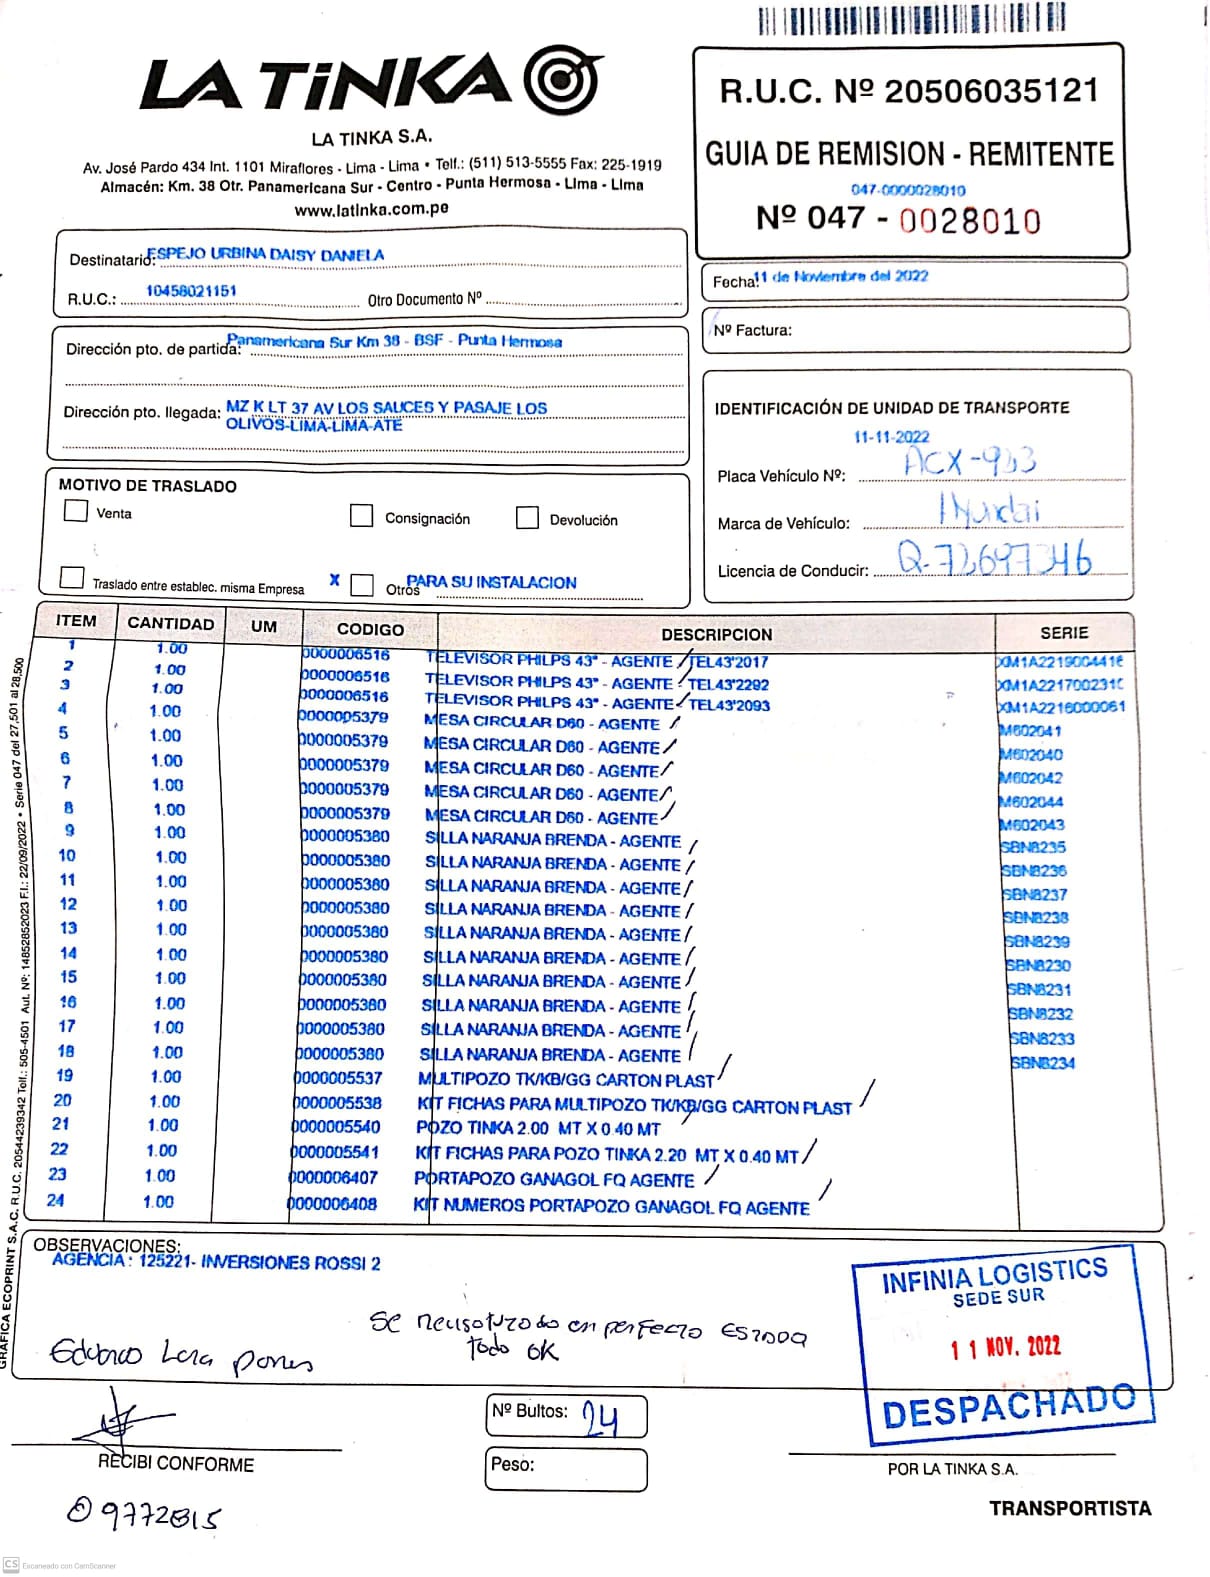 LA TiNKA
LA TINKA S.A.
Av. José Pardo 434 Int. 1101 Miraflores - Lima - Lima • Telf.: (511) 513-5555 Fax: 225-1919
Almacén: Km. 38 Otr. Panamericana Sur - Centro - Punta Hermosa - Lima - Lima
www.latinka.com.pe
R.U.C. Nº 20506035121
GUIA DE REMISION - REMITENTE
047-0000028010
Nº 047 - 0028010
Destinatario: ESPEJO URBINA DAISY DANIELA
R.U.C.: 10458021151 Otro Documento Nº
Fecha: 11 de Noviembre del 2022
Nº Factura:
Dirección pto. de partida: Panamericana Sur Km 38 - BSF - Punta Hermosa
Dirección pto. llegada: MZ K LT 37 AV LOS SAUCES Y PASAJE LOS
OLIVOS-LIMA-LIMA-ATE
IDENTIFICACIÓN DE UNIDAD DE TRANSPORTE
11-11-2022
Placa Vehículo Nº: ACX-933
Marca de Vehículo: Hyundai
Licencia de Conducir: Q-72697346
MOTIVO DE TRASLADO
Venta Consignación Devolución
Traslado entre establec. misma Empresa X Otros PARA SU INSTALACION
ITEM CANTIDAD UM CODIGO DESCRIPCION SERIE
1 1.00 0000006516 TELEVISOR PHILPS 43" - AGENTE / TEL43'2017 XM1A2219004416
2 1.00 0000006516 TELEVISOR PHILPS 43" - AGENTE / TEL43'2292 XM1A2217002310
3 1.00 0000006516 TELEVISOR PHILPS 43" - AGENTE / TEL43'2093 XM1A2216000061
4 1.00 0000005379 MESA CIRCULAR D60 - AGENTE / M602041
5 1.00 0000005379 MESA CIRCULAR D60 - AGENTE / M602040
6 1.00 0000005379 MESA CIRCULAR D60 - AGENTE / M602042
7 1.00 0000005379 MESA CIRCULAR D60 - AGENTE / M602044
8 1.00 0000005379 MESA CIRCULAR D60 - AGENTE / M602043
9 1.00 0000005380 SILLA NARANJA BRENDA - AGENTE / SBN8235
10 1.00 0000005380 SILLA NARANJA BRENDA - AGENTE / SBN8236
11 1.00 0000005380 SILLA NARANJA BRENDA - AGENTE / SBN8237
12 1.00 0000005380 SILLA NARANJA BRENDA - AGENTE / SBN8238
13 1.00 0000005380 SILLA NARANJA BRENDA - AGENTE / SBN8239
14 1.00 0000005380 SILLA NARANJA BRENDA - AGENTE / SBN8230
15 1.00 0000005380 SILLA NARANJA BRENDA - AGENTE / SBN8231
16 1.00 0000005380 SILLA NARANJA BRENDA - AGENTE / SBN8232
17 1.00 0000005380 SILLA NARANJA BRENDA - AGENTE / SBN8233
18 1.00 0000005380 SILLA NARANJA BRENDA - AGENTE / SBN8234
19 1.00 0000005537 MULTIPOZO TK/KB/GG CARTON PLAST /
20 1.00 0000005538 KIT FICHAS PARA MULTIPOZO TK/KB/GG CARTON PLAST /
21 1.00 0000005540 POZO TINKA 2.00 MT X 0.40 MT /
22 1.00 0000005541 KIT FICHAS PARA POZO TINKA 2.20 MT X 0.40 MT /
23 1.00 0000006407 PORTAPOZO GANAGOL FQ AGENTE /
24 1.00 0000006408 KIT NUMEROS PORTAPOZO GANAGOL FQ AGENTE /
GRAFICA ECOPRINT S.A.C. R.U.C. 20544239342 Telf.: 505-4501 Aut. Nº: 14852852023 F.I.: 22/09/2022 • Serie 047 del 27,501 al 28,500
OBSERVACIONES:
AGENCIA: 125221- INVERSIONES ROSSI 2
en perfecto
todo OK
Lara
INFINIA LOGISTICS
SEDE SUR
11 NOV. 2022
DESPACHADO
Nº Bultos: 24
Peso:
RECIBI CONFORME
POR LA TINKA S.A.
TRANSPORTISTA
09772815
CS Escaneado con CamScanner